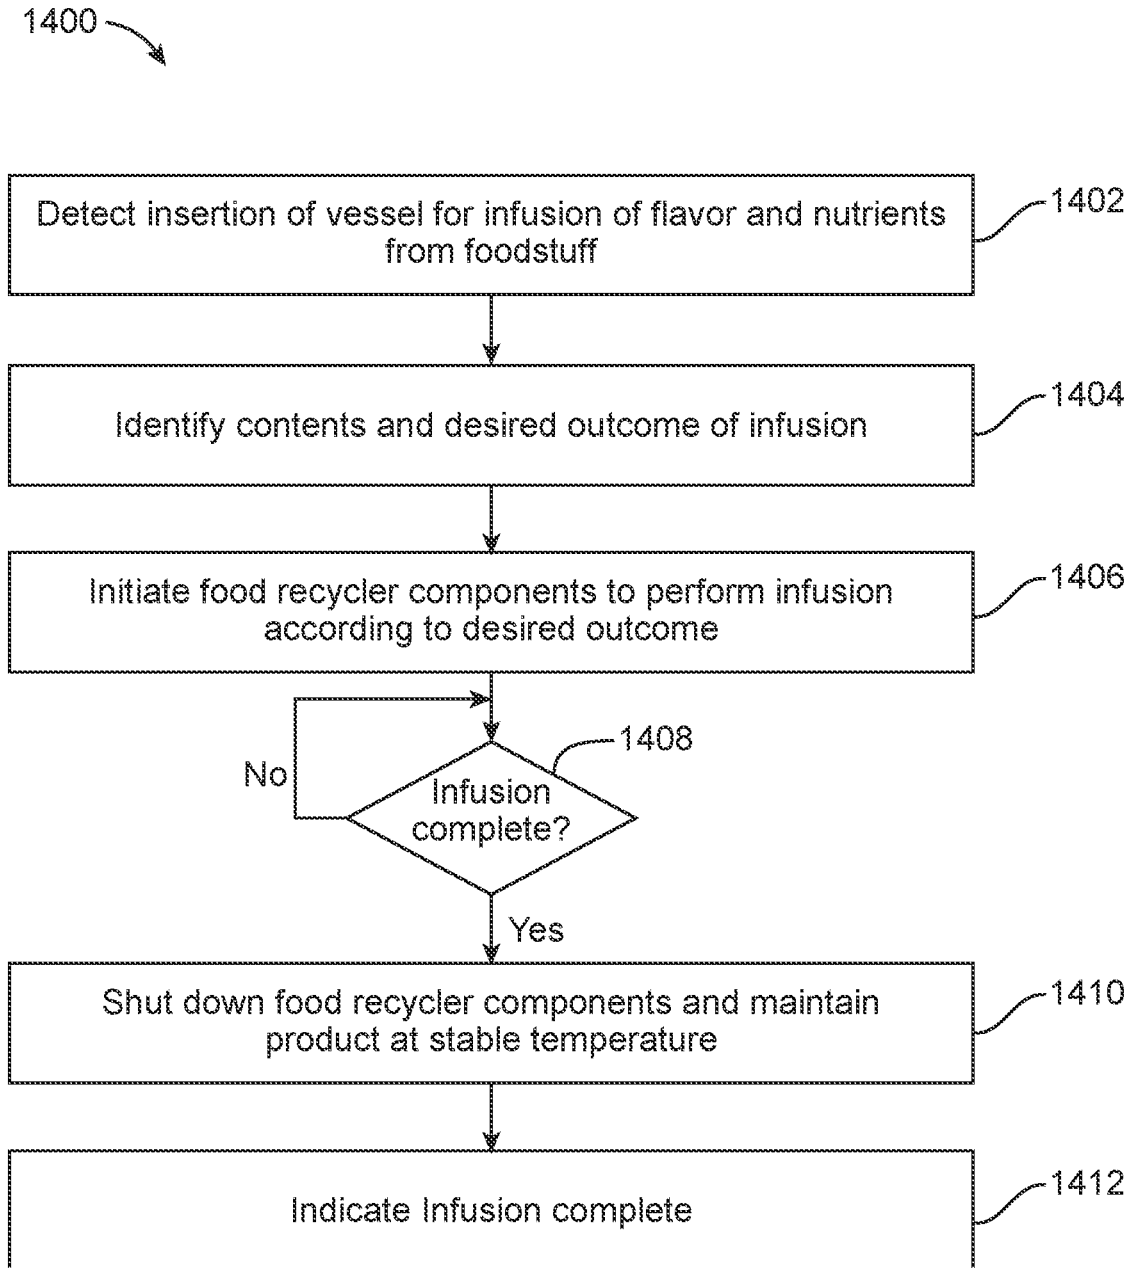 1400
Detect insertion of vessel for infusion of flavor and nutrients
from foodstuff
1402
Identify contents and desired outcome of infusion
1404
Initiate food recycler components to perform infusion
according to desired outcome
1406
1408
No
Infusion
complete?
Yes
Shut down food recycler components and maintain
product at stable temperature
1410
Indicate Infusion complete
1412